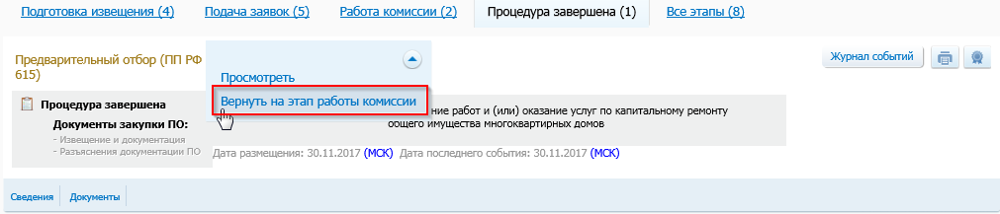 Подготовка извещения (4) Подача заявок (5) Работа комиссии (2) Процедура завершена (1) Все этапы (8)
Предварительный отбор (ПП РФ 615)
Журнал событий
Просмотреть
Вернуть на этап работы комиссии
Процедура завершена
Документы закупки ПО:
- Извещение и документация
- Разъяснения документации ПО
работ и (или) оказание услуг по капитальному ремонту
общего имущества многоквартирных домов
Дата размещения: 30.11.2017 (МСК) Дата последнего события: 30.11.2017 (МСК)
Сведения Документы